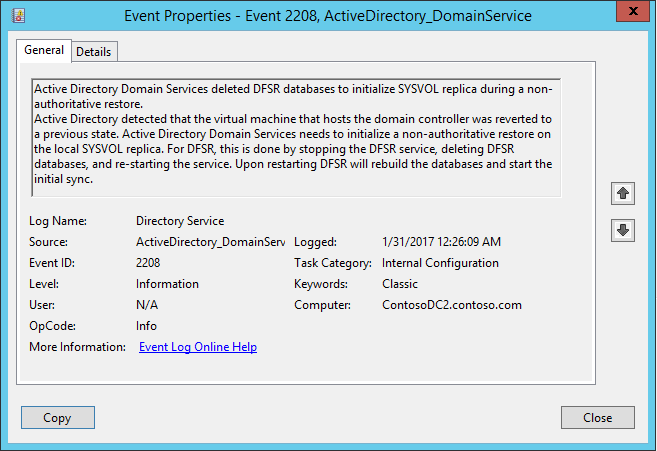 Event Properties - Event 2208, ActiveDirectory_DomainService
x
General
Details
Active Directory Domain Services deleted DFSR databases to initialize SYSVOL replica during a non-
authoritative restore.
Active Directory detected that the virtual machine that hosts the domain controller was reverted to
a previous state. Active Directory Domain Services needs to initialize a non-authoritative restore on
the local SYSVOL replica. For DFSR, this is done by stopping the DFSR service, deleting DFSR
databases, and re-starting the service. Upon restarting DFSR will rebuild the databases and start the
initial sync.
Log Name: Directory Service
Source: ActiveDirectory_DomainServ Logged: 1/31/2017 12:26:09 AM
Event ID: 2208 Task Category: Internal Configuration
Level: Information Keywords: Classic
User: N/A Computer: ContosoDC2.contoso.com
OpCode: Info
More Information: Event Log Online Help
Copy
Close